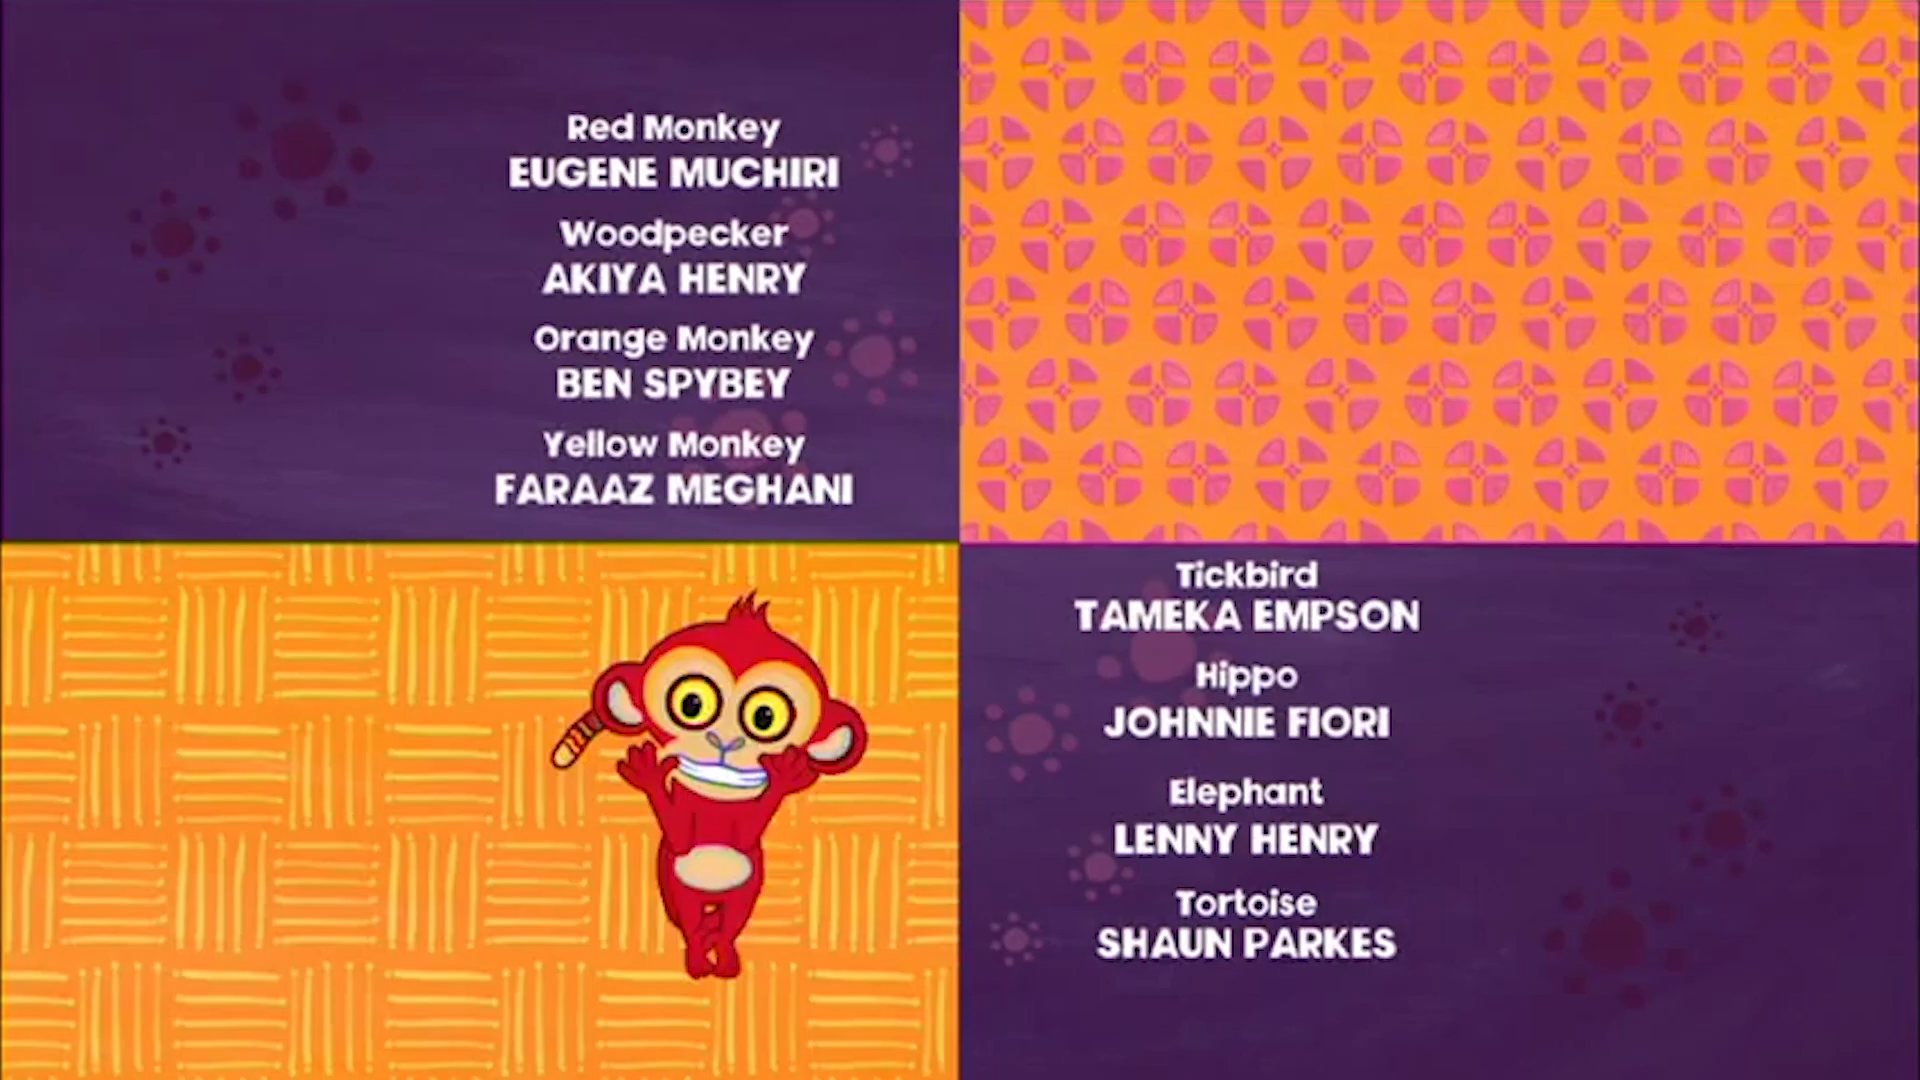 Red Monkey
EUGENE MUCHIRI
Woodpecker
AKIYA HENRY
Orange Monkey
BEN SPYBEY
Yellow Monkey
FARAAZ MEGHANI
Tickbird
TAMEKA EMPSON
Hippo
JOHNNIE FIORI
Elephant
LENNY HENRY
Tortoise
SHAUN PARKES